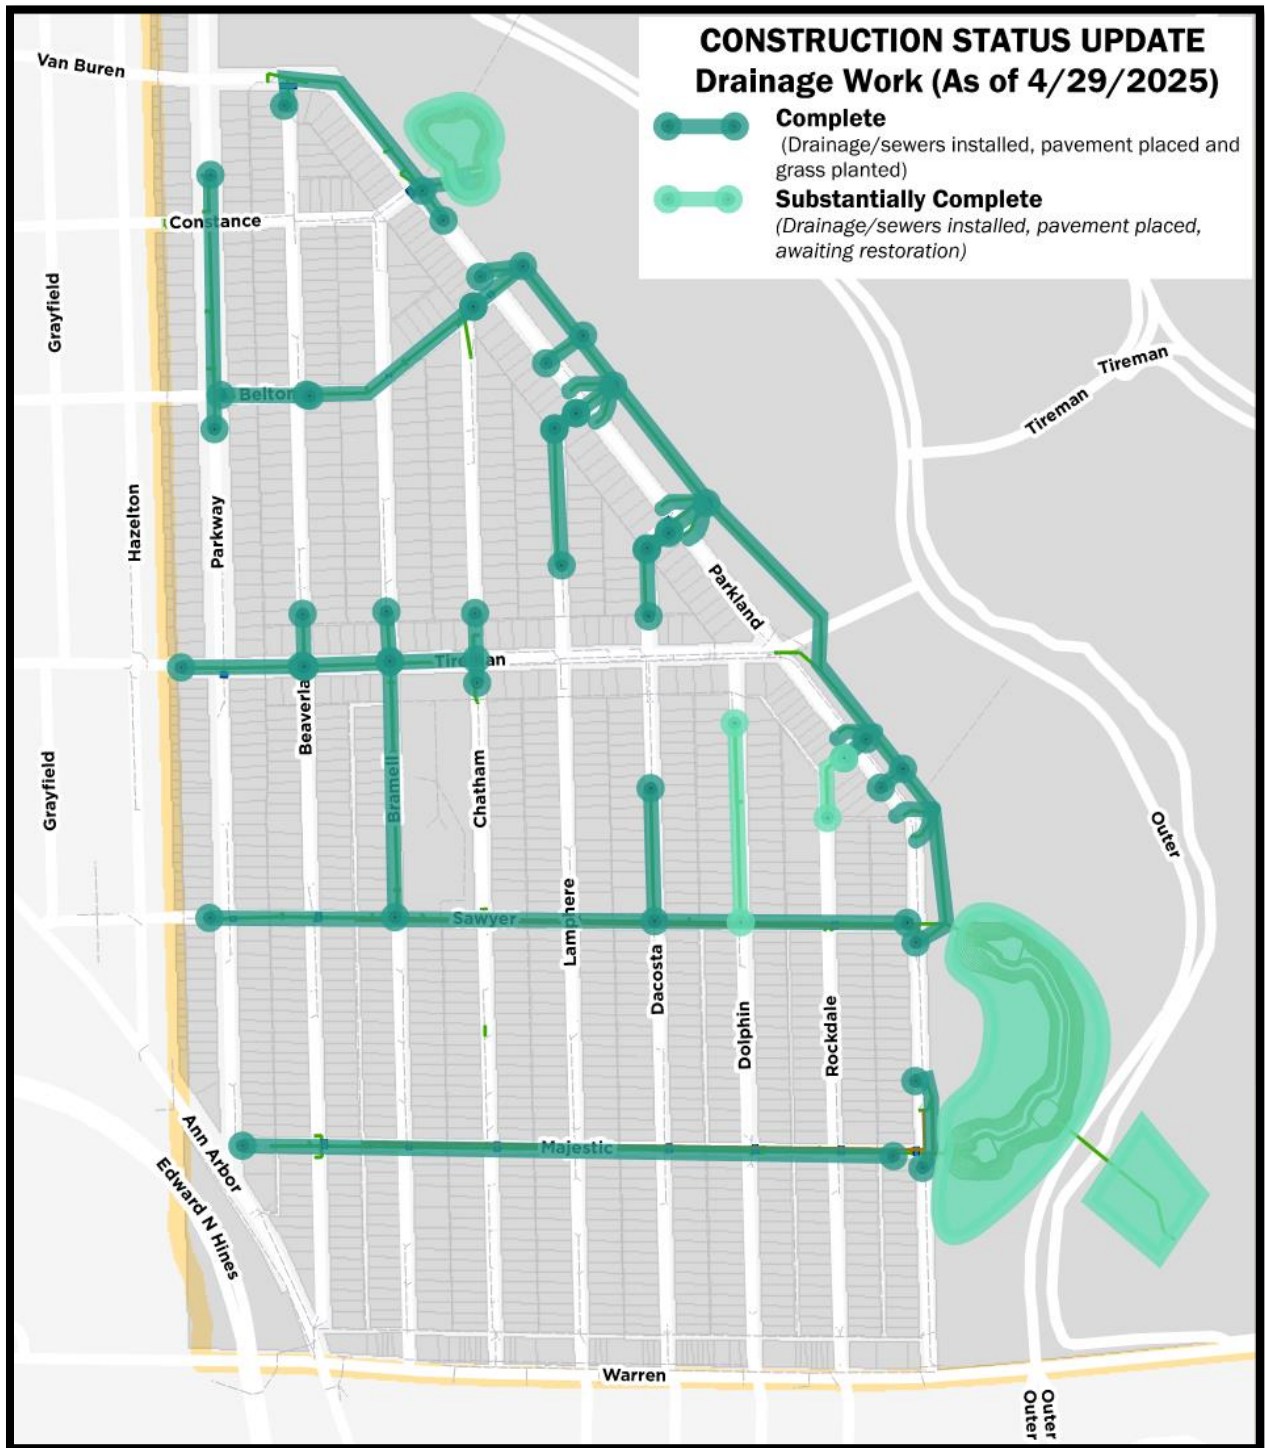 CONSTRUCTION STATUS UPDATE
Drainage Work (As of 4/29/2025)
Complete
(Drainage/sewers installed, pavement placed and
grass planted)
Substantially Complete
(Drainage/sewers installed, pavement placed,
awaiting restoration)
Van Buren
Constance
Grayfield
Tireman
Tireman
Belton
Hazelton
Parkway
Parkland
Tireman
Beaverla
Grayfield
Bramell
Chatham
Outer
Lamphere
Sawyer
Dacosta
Dolphin
Rockdale
Ann Arbor
Majestic
Edward N Hines
Warren
Outer
Outer